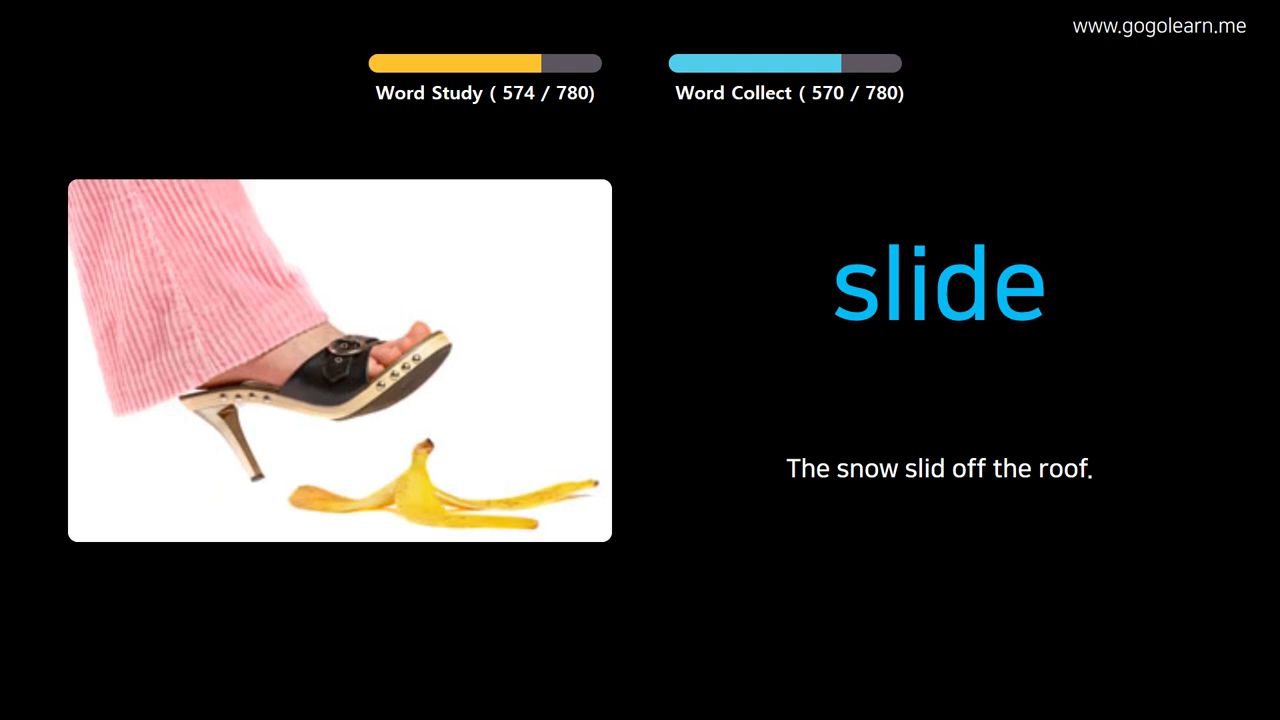 www.gogolearn.me
Word Study ( 574 / 780)
Word Collect ( 570 / 780)
slide
The snow slid off the roof.